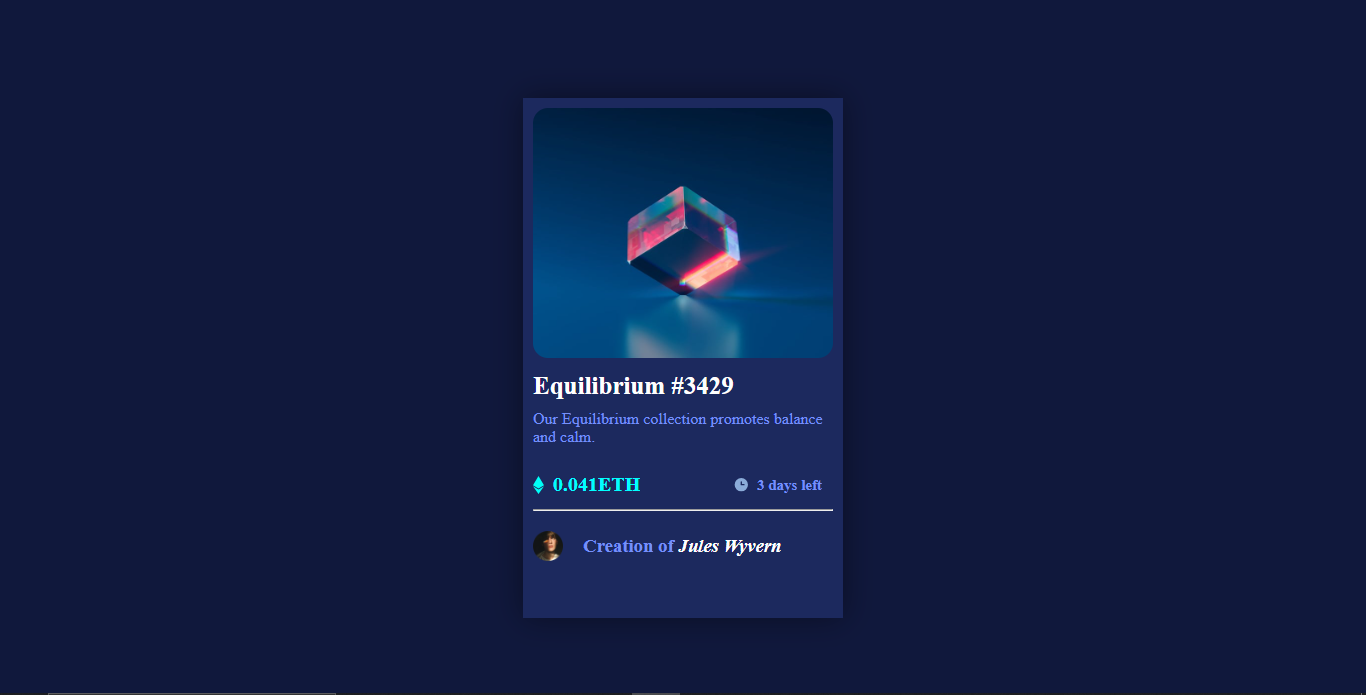 Equilibrium #3429
Our Equilibrium collection promotes balance
and calm.
0.041ETH
3 days left
Creation of Jules Wyvern